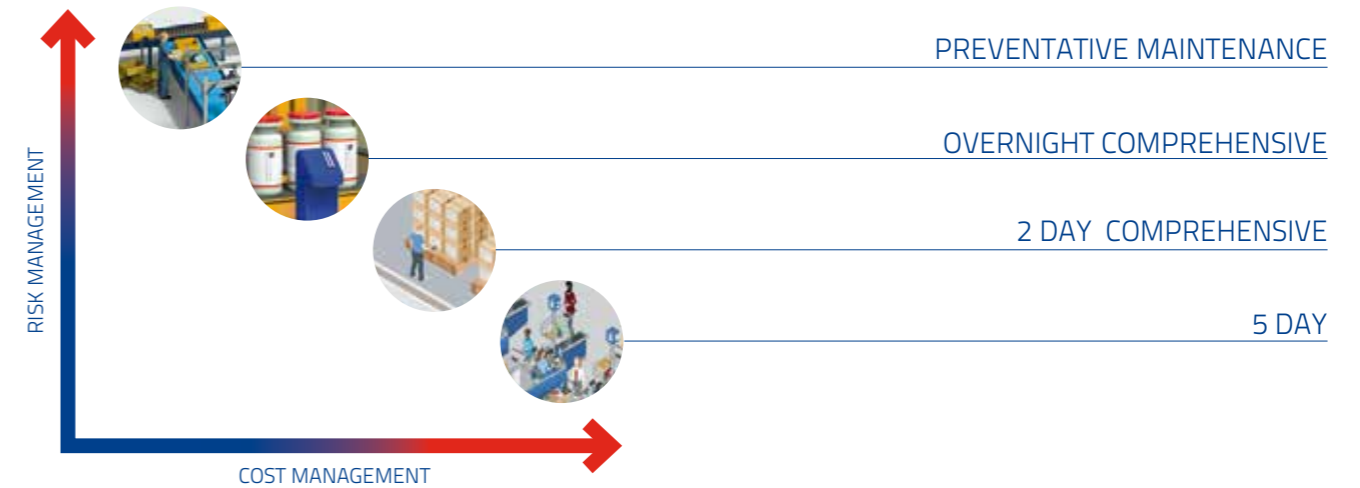 PREVENTATIVE MAINTENANCE
OVERNIGHT COMPREHENSIVE
2 DAY COMPREHENSIVE
5 DAY
RISK MANAGEMENT
COST MANAGEMENT